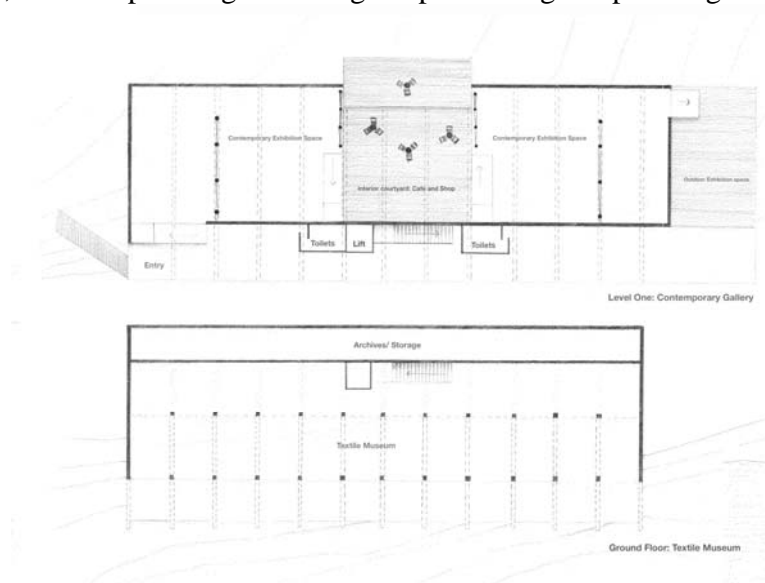 Contemporary Exhibition Space
Contemporary Exhibition Space
Interior courtyard: Cafe and Shop
Outdoor Exhibition space
Toilets
Lift
Toilets
Entry
Level One: Contemporary Gallery
Archives/ Storage
Textile Museum
Ground Floor: Textile Museum